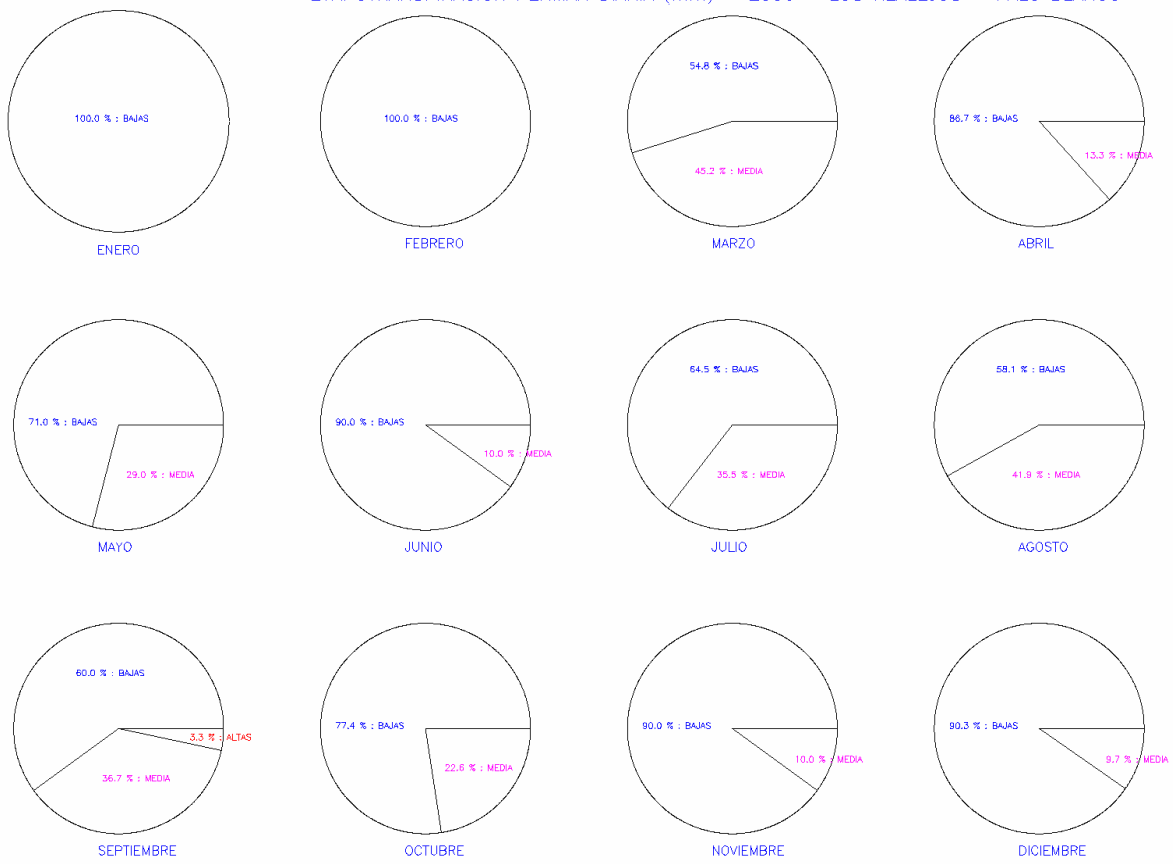 100.0 % : BAJAS
ENERO
100.0 % : BAJAS
FEBRERO
54.8 % : BAJAS
45.2 % : MEDIA
MARZO
86.7 % : BAJAS
13.3 % : MEDIA
ABRIL
71.0 % : BAJAS
29.0 % : MEDIA
MAYO
90.0 % : BAJAS
10.0 % : MEDIA
JUNIO
64.5 % : BAJAS
35.5 % : MEDIA
JULIO
58.1 % : BAJAS
41.9 % : MEDIA
AGOSTO
60.0 % : BAJAS
3.3 % : ALTAS
36.7 % : MEDIA
SEPTIEMBRE
77.4 % : BAJAS
22.6 % : MEDIA
OCTUBRE
90.0 % : BAJAS
10.0 % : MEDIA
NOVIEMBRE
90.3 % : BAJAS
9.7 % : MEDIA
DICIEMBRE